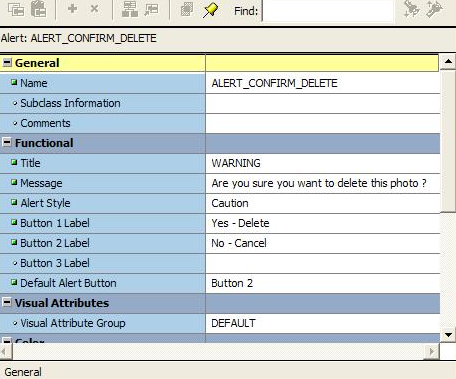 Find:
Alert: ALERT_CONFIRM_DELETE
General
Name ALERT_CONFIRM_DELETE
Subclass Information
Comments
Functional
Title WARNING
Message Are you sure you want to delete this photo ?
Alert Style Caution
Button 1 Label Yes - Delete
Button 2 Label No - Cancel
Button 3 Label
Default Alert Button Button 2
Visual Attributes
Visual Attribute Group DEFAULT
Color
General